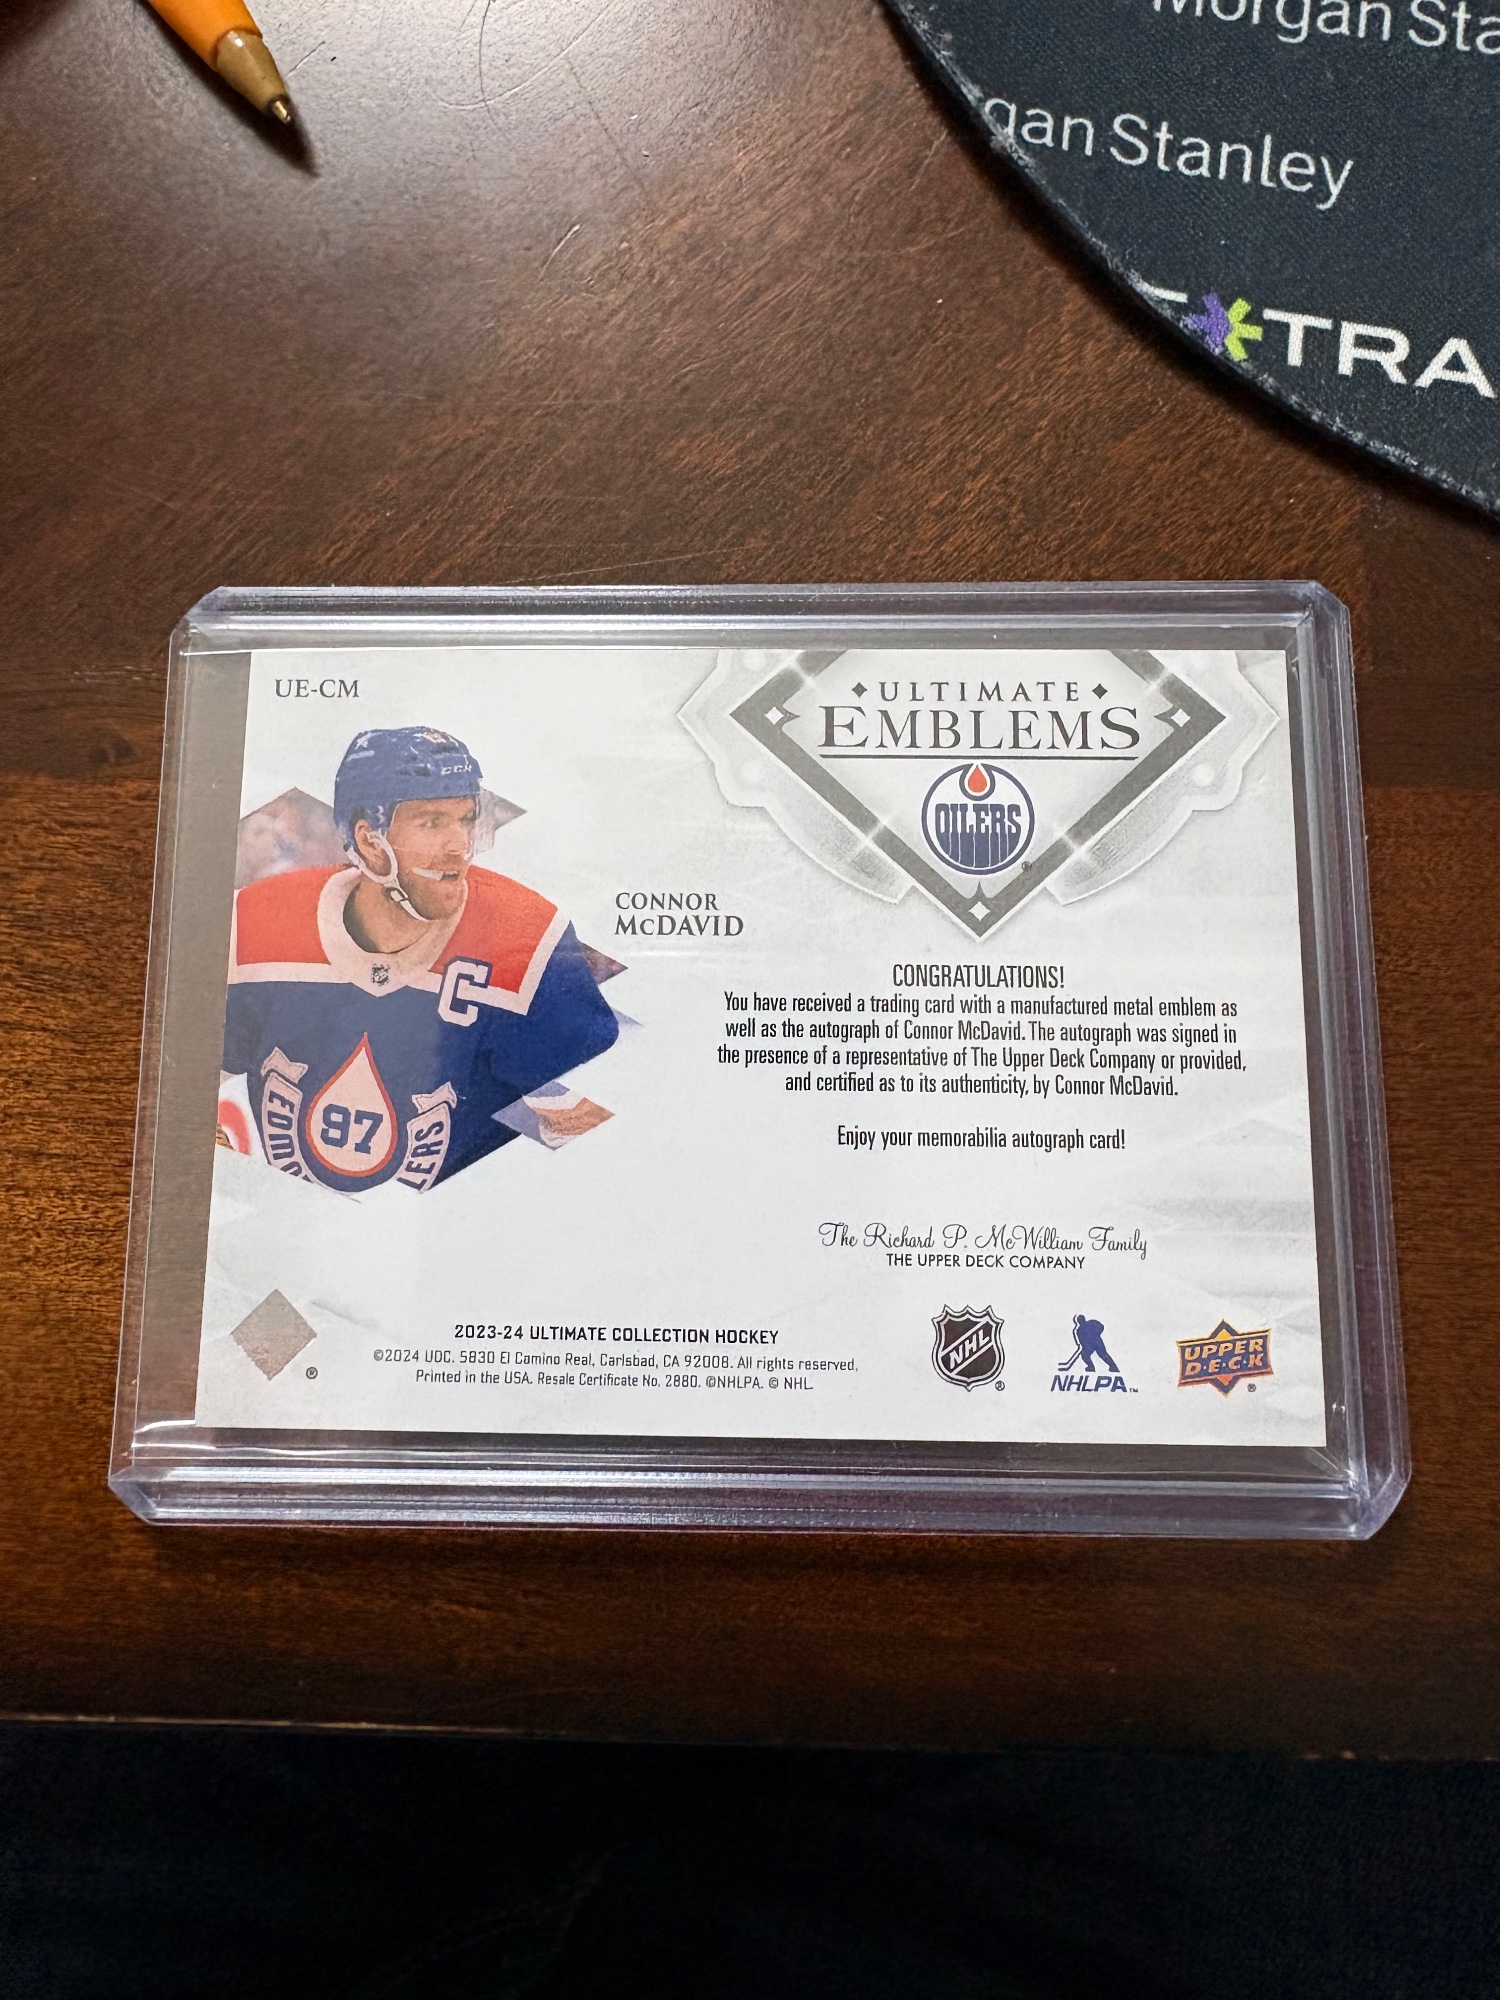 Morgan Sta
gan Stanley
TRA
UE-CM
ULTIMATE
EMBLEMS
OILERS
®
CCM
CONNOR
McDAVID
C
97
EDMO
LERS
CONGRATULATIONS!
You have received a trading card with a manufactured metal emblem as
well as the autograph of Connor McDavid. The autograph was signed in
the presence of a representative of The Upper Deck Company or provided,
and certified as to its authenticity, by Connor McDavid.
Enjoy your memorabilia autograph card!
The Richard P. McWilliam Family
THE UPPER DECK COMPANY
®
2023-24 ULTIMATE COLLECTION HOCKEY
©2024 UDC. 5830 El Camino Real, Carlsbad, CA 92008. All rights reserved.
Printed in the USA. Resale Certificate No. 2880. ©NHLPA. © NHL.
NHL
®
NHLPA™
UPPER
DECK
®